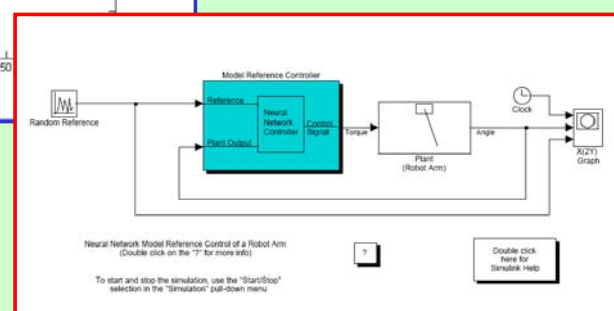 50
Model Reference Controller
Random Reference
Reference
Neural
Network
Controller
Plant Output
Control
Signal
Torque
Plant
(Robot Arm)
Angle
Clock
X(2Y)
Graph
Neural Network Model Reference Control of a Robot Arm
(Double click on the "?" for more info)
?
Double click
here for
Simulink Help
To start and stop the simulation, use the "Start/Stop"
selection in the "Simulation" pull-down menu